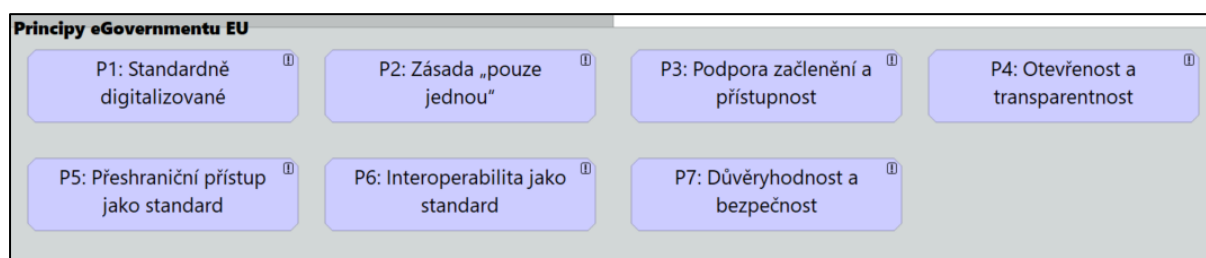 Principy eGovernmentu EU
P1: Standardně
digitalizované
P2: Zásada „pouze
jednou“
P3: Podpora začlenění a
přístupnost
P4: Otevřenost a
transparentnost
P5: Přeshraniční přístup
jako standard
P6: Interoperabilita jako
standard
P7: Důvěryhodnost a
bezpečnost